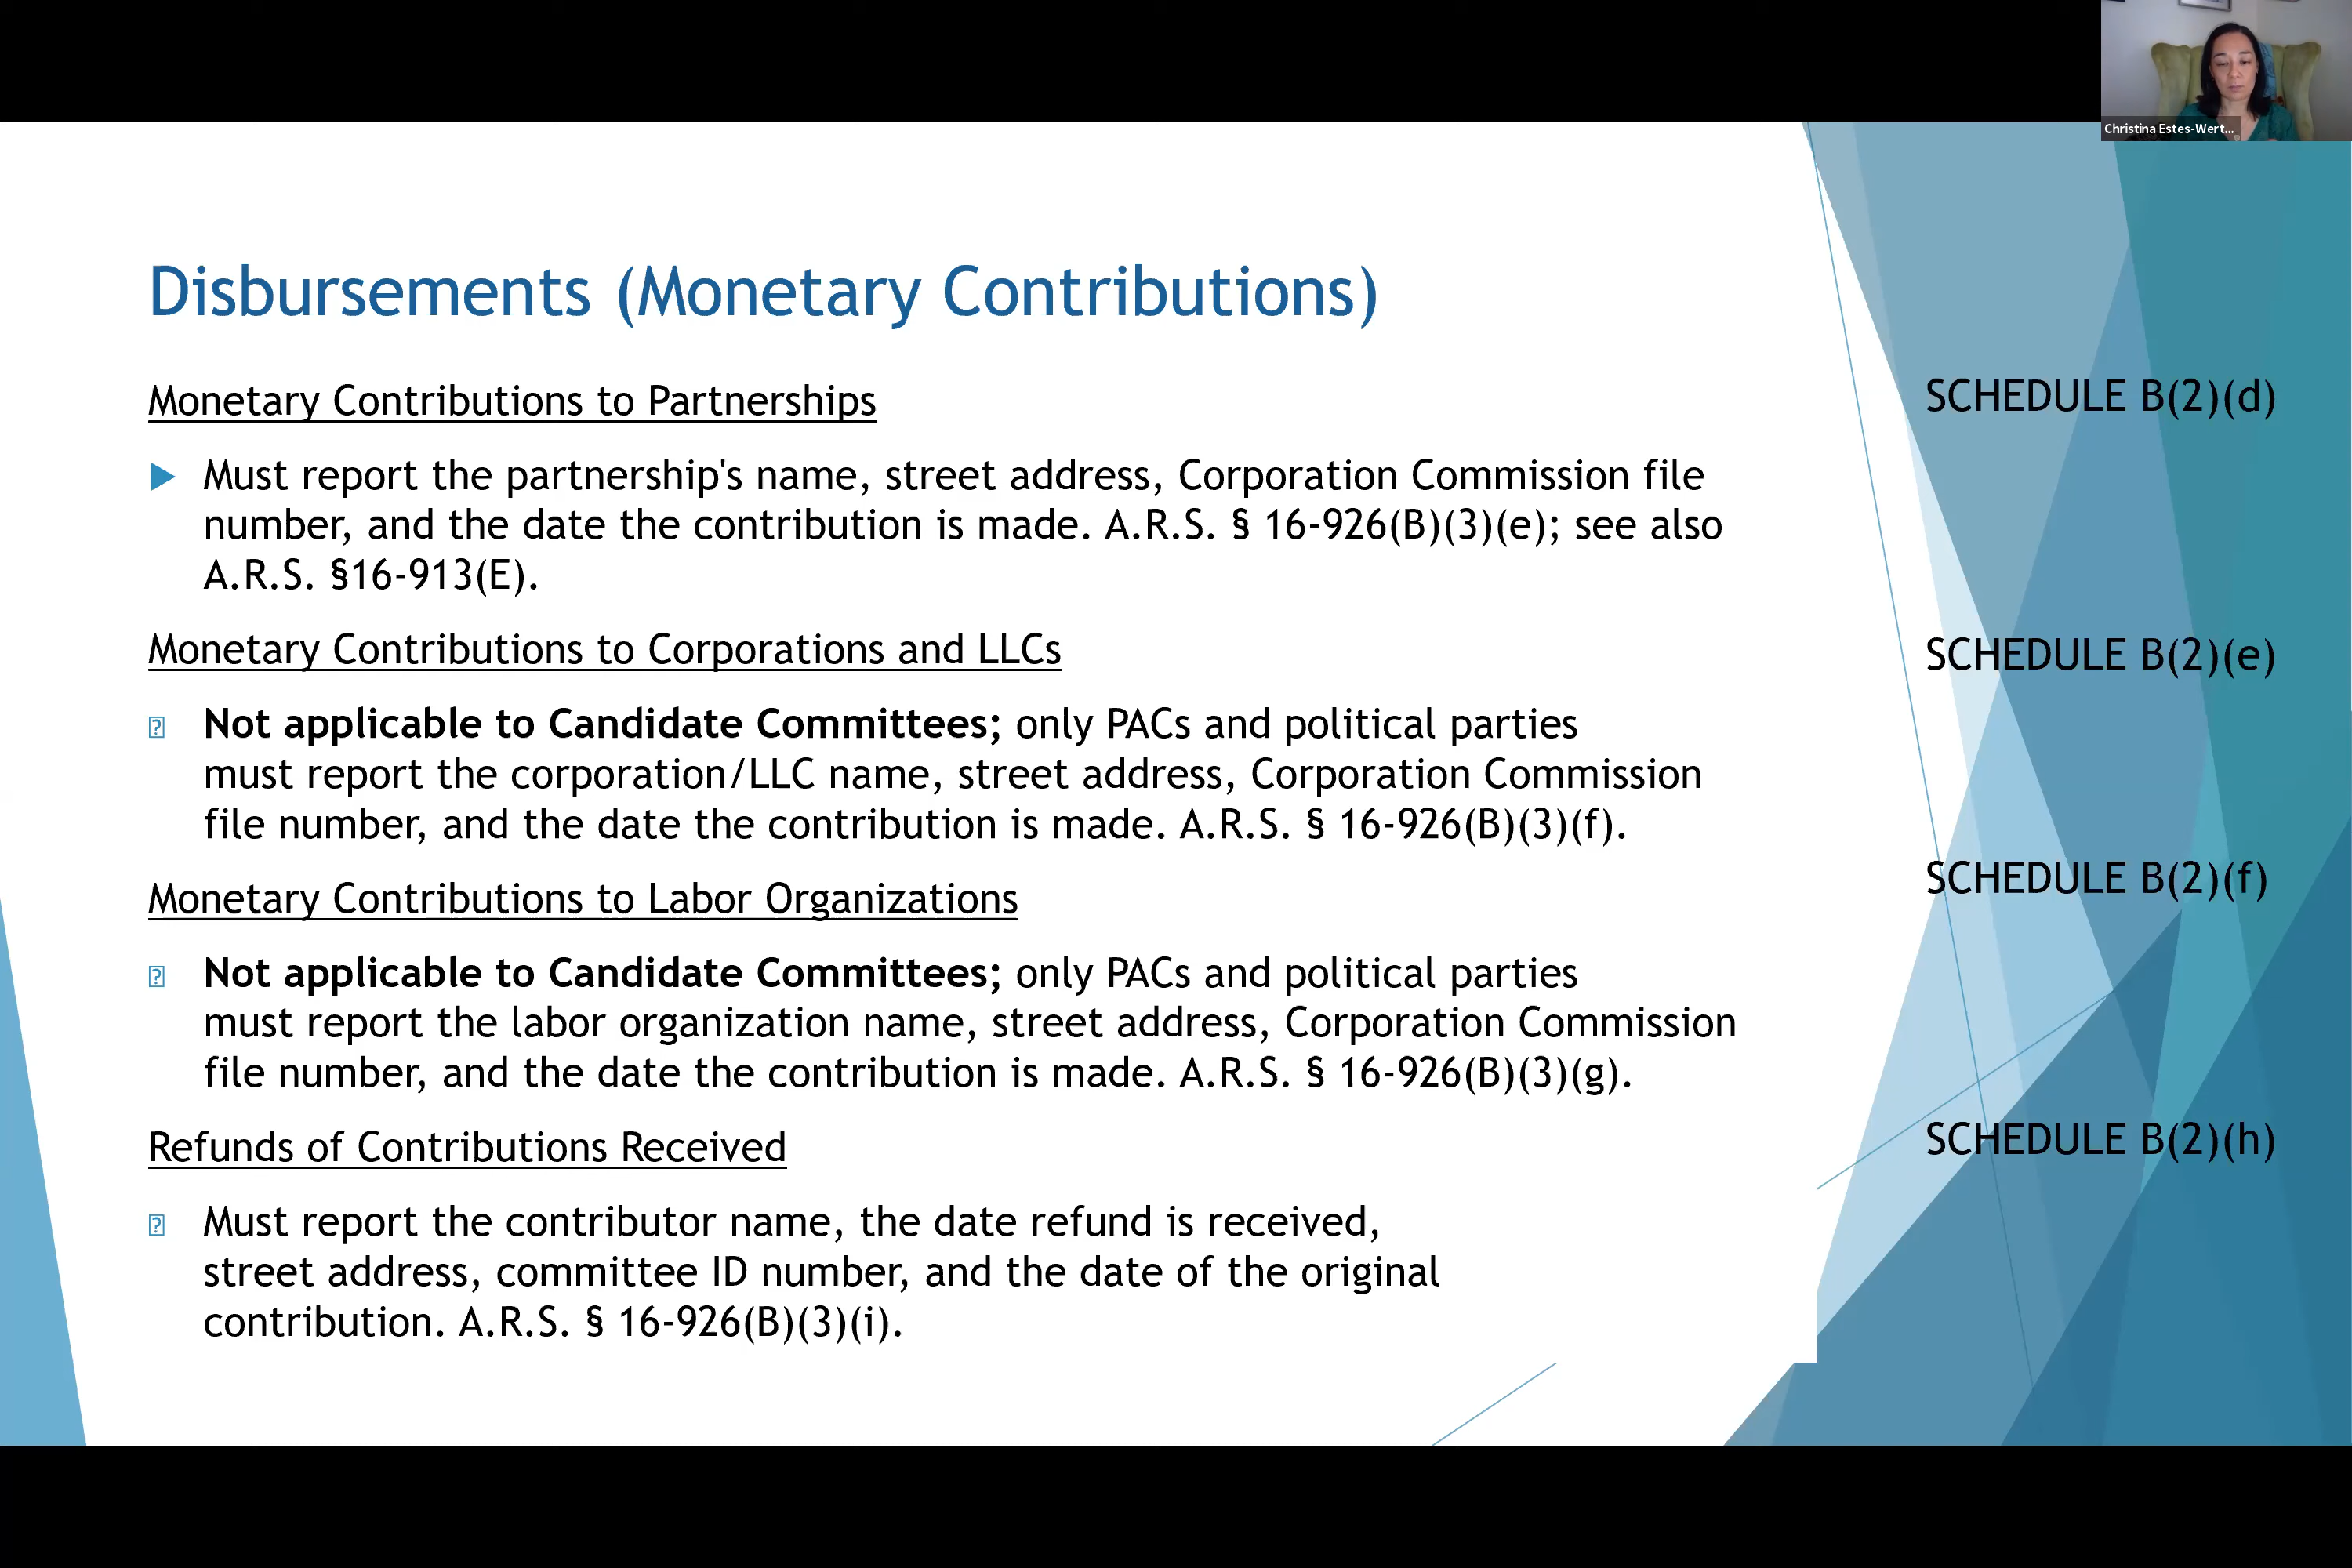 Christina Estes-Wert...
Disbursements (Monetary Contributions)
Monetary Contributions to Partnerships
SCHEDULE B(2)(d)
Must report the partnership's name, street address, Corporation Commission file
number, and the date the contribution is made. A.R.S. § 16-926(B)(3)(e); see also
A.R.S. §16-913(E).
Monetary Contributions to Corporations and LLCs
SCHEDULE B(2)(e)
Not applicable to Candidate Committees; only PACs and political parties
must report the corporation/LLC name, street address, Corporation Commission
file number, and the date the contribution is made. A.R.S. § 16-926(B)(3)(f).
Monetary Contributions to Labor Organizations
SCHEDULE B(2)(f)
Not applicable to Candidate Committees; only PACs and political parties
must report the labor organization name, street address, Corporation Commission
file number, and the date the contribution is made. A.R.S. § 16-926(B)(3)(g).
Refunds of Contributions Received
SCHEDULE B(2)(h)
Must report the contributor name, the date refund is received,
street address, committee ID number, and the date of the original
contribution. A.R.S. § 16-926(B)(3)(i).